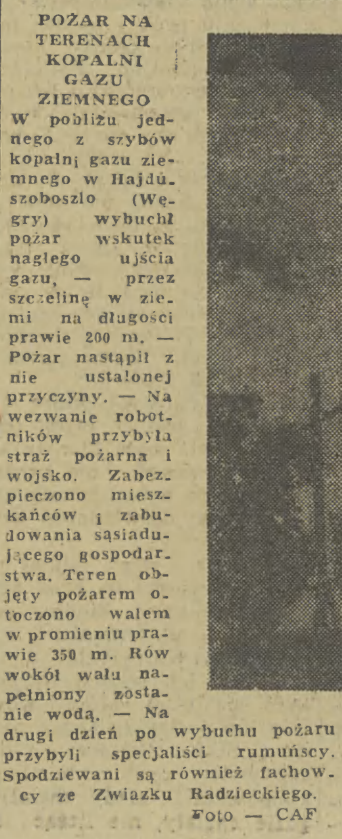 POŻAR NA
TERENACH
KOPALNI
GAZU
ZIEMNEGO
W pobliżu jed-
nego z szybów
kopalni gazu zie-
mnego w Hajdu-
szoboszlo (Wę-
gry) wybuchł
pożar wskutek
nagłego ujścia
gazu, — przez
szczelinę w zie-
mi na długości
prawie 200 m. —
Pożar nastąpił z
nie ustalonej
przyczyny. — Na
wezwanie robot-
ników przybyła
straż pożarna i
wojsko. Zabez-
pieczono miesz-
kańców i zabu-
dowania sąsiadu-
jącego gospodar-
stwa. Teren ob-
jęty pożarem o-
toczono walem
w promieniu pra-
wie 350 m. Rów
wokół wału na-
pełniony zosta-
nie wodą. — Na
drugi dzień po wybuchu pożaru
przybyli specjaliści rumuńscy.
Spodziewani są również fachow-
cy ze Związku Radzieckiego.
Foto — CAF